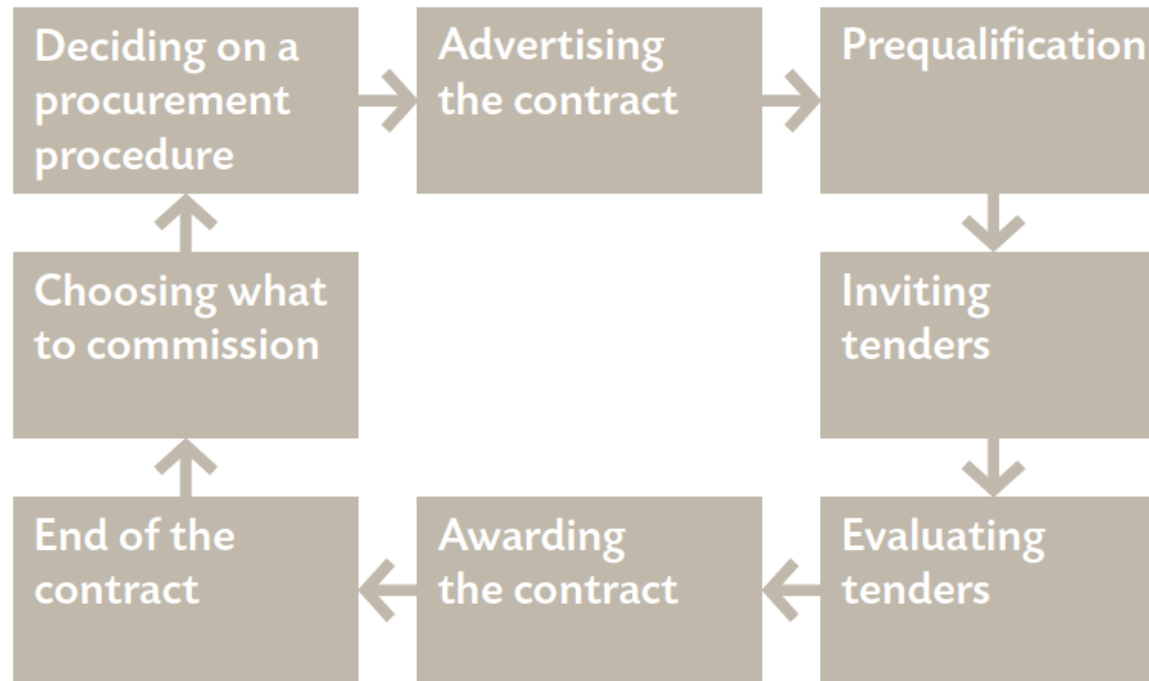 Deciding on a
procurement
procedure
Advertising
the contract
Prequalification
Choosing what
to commission
Inviting
tenders
End of the
contract
Awarding
the contract
Evaluating
tenders